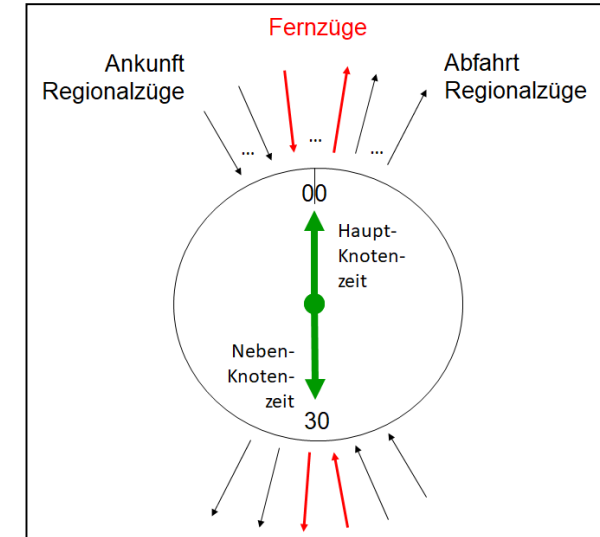 Fernzüge
Ankunft
Regionalzüge
Abfahrt
Regionalzüge
...
...
...
00
Haupt-
Knoten-
zeit
Neben-
Knoten-
zeit
30